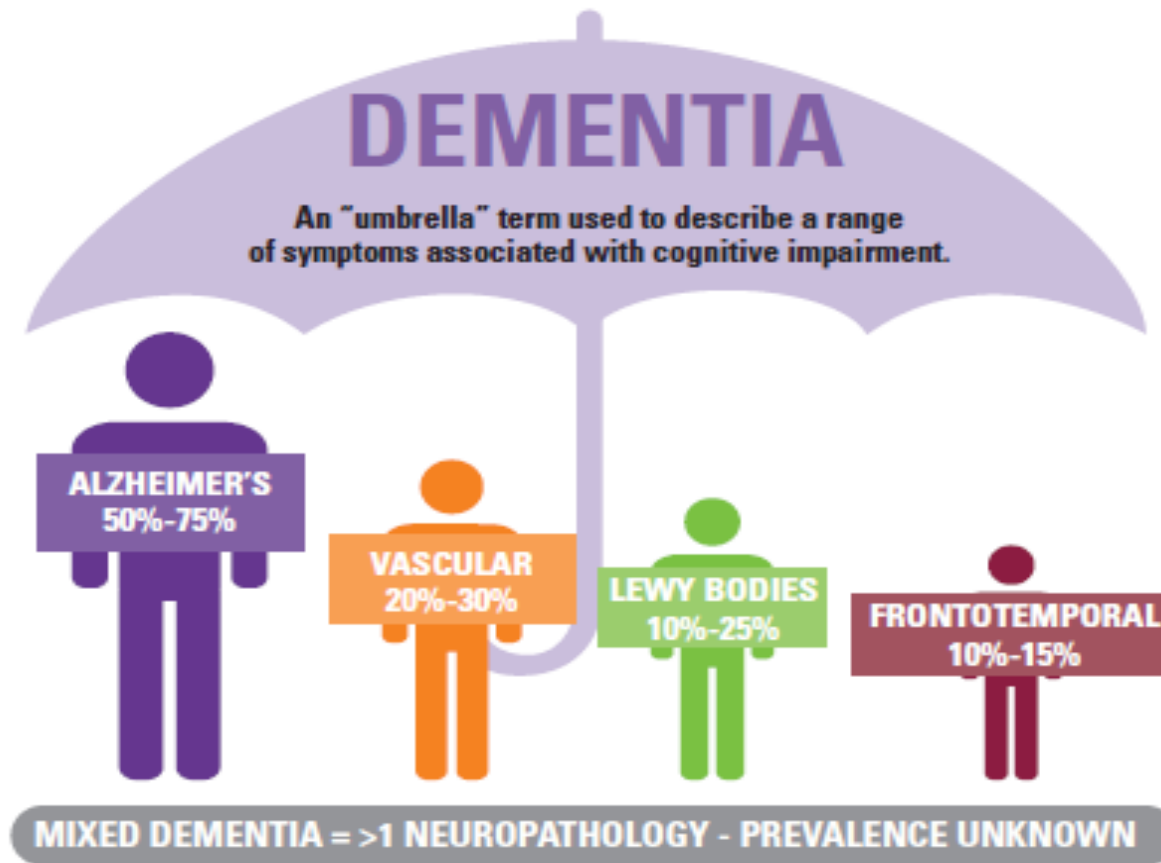 DEMENTIA
An "umbrella" term used to describe a range
of symptoms associated with cognitive impairment.
ALZHEIMER'S
50%-75%
VASCULAR
20%-30%
LEWY BODIES
10%-25%
FRONTOTEMPORAL
10%-15%
MIXED DEMENTIA = >1 NEUROPATHOLOGY - PREVALENCE UNKNOWN